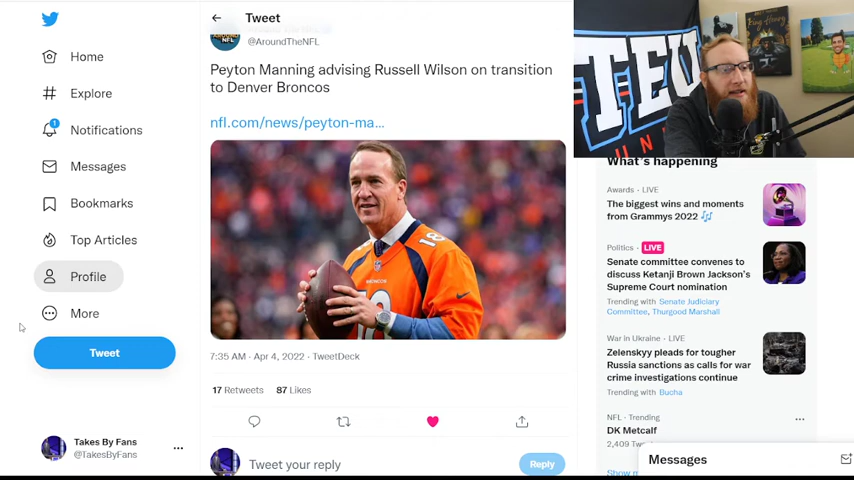 Tweet
@AroundTheNFL
Peyton Manning advising Russell Wilson on transition
to Denver Broncos
nfl.com/news/peyton-ma...
7:35 AM · Apr 4, 2022 · TweetDeck
17 Retweets 87 Likes
Tweet your reply
Reply
Home
Explore
1
Notifications
Messages
Bookmarks
Top Articles
Profile
More
Tweet
Takes By Fans
@TakesByFans
TEU
What's happening
Awards · LIVE
The biggest wins and moments
from Grammys 2022
Politics · LIVE
Senate committee convenes to
discuss Ketanji Brown Jackson's
Supreme Court nomination
Trending with Senate Judiciary
Committee, Thurgood Marshall
War in Ukraine · LIVE
Zelenskyy pleads for tougher
Russia sanctions as calls for war
crime investigations continue
Trending with Bucha
NFL · Trending
DK Metcalf
2,409
Messages
18